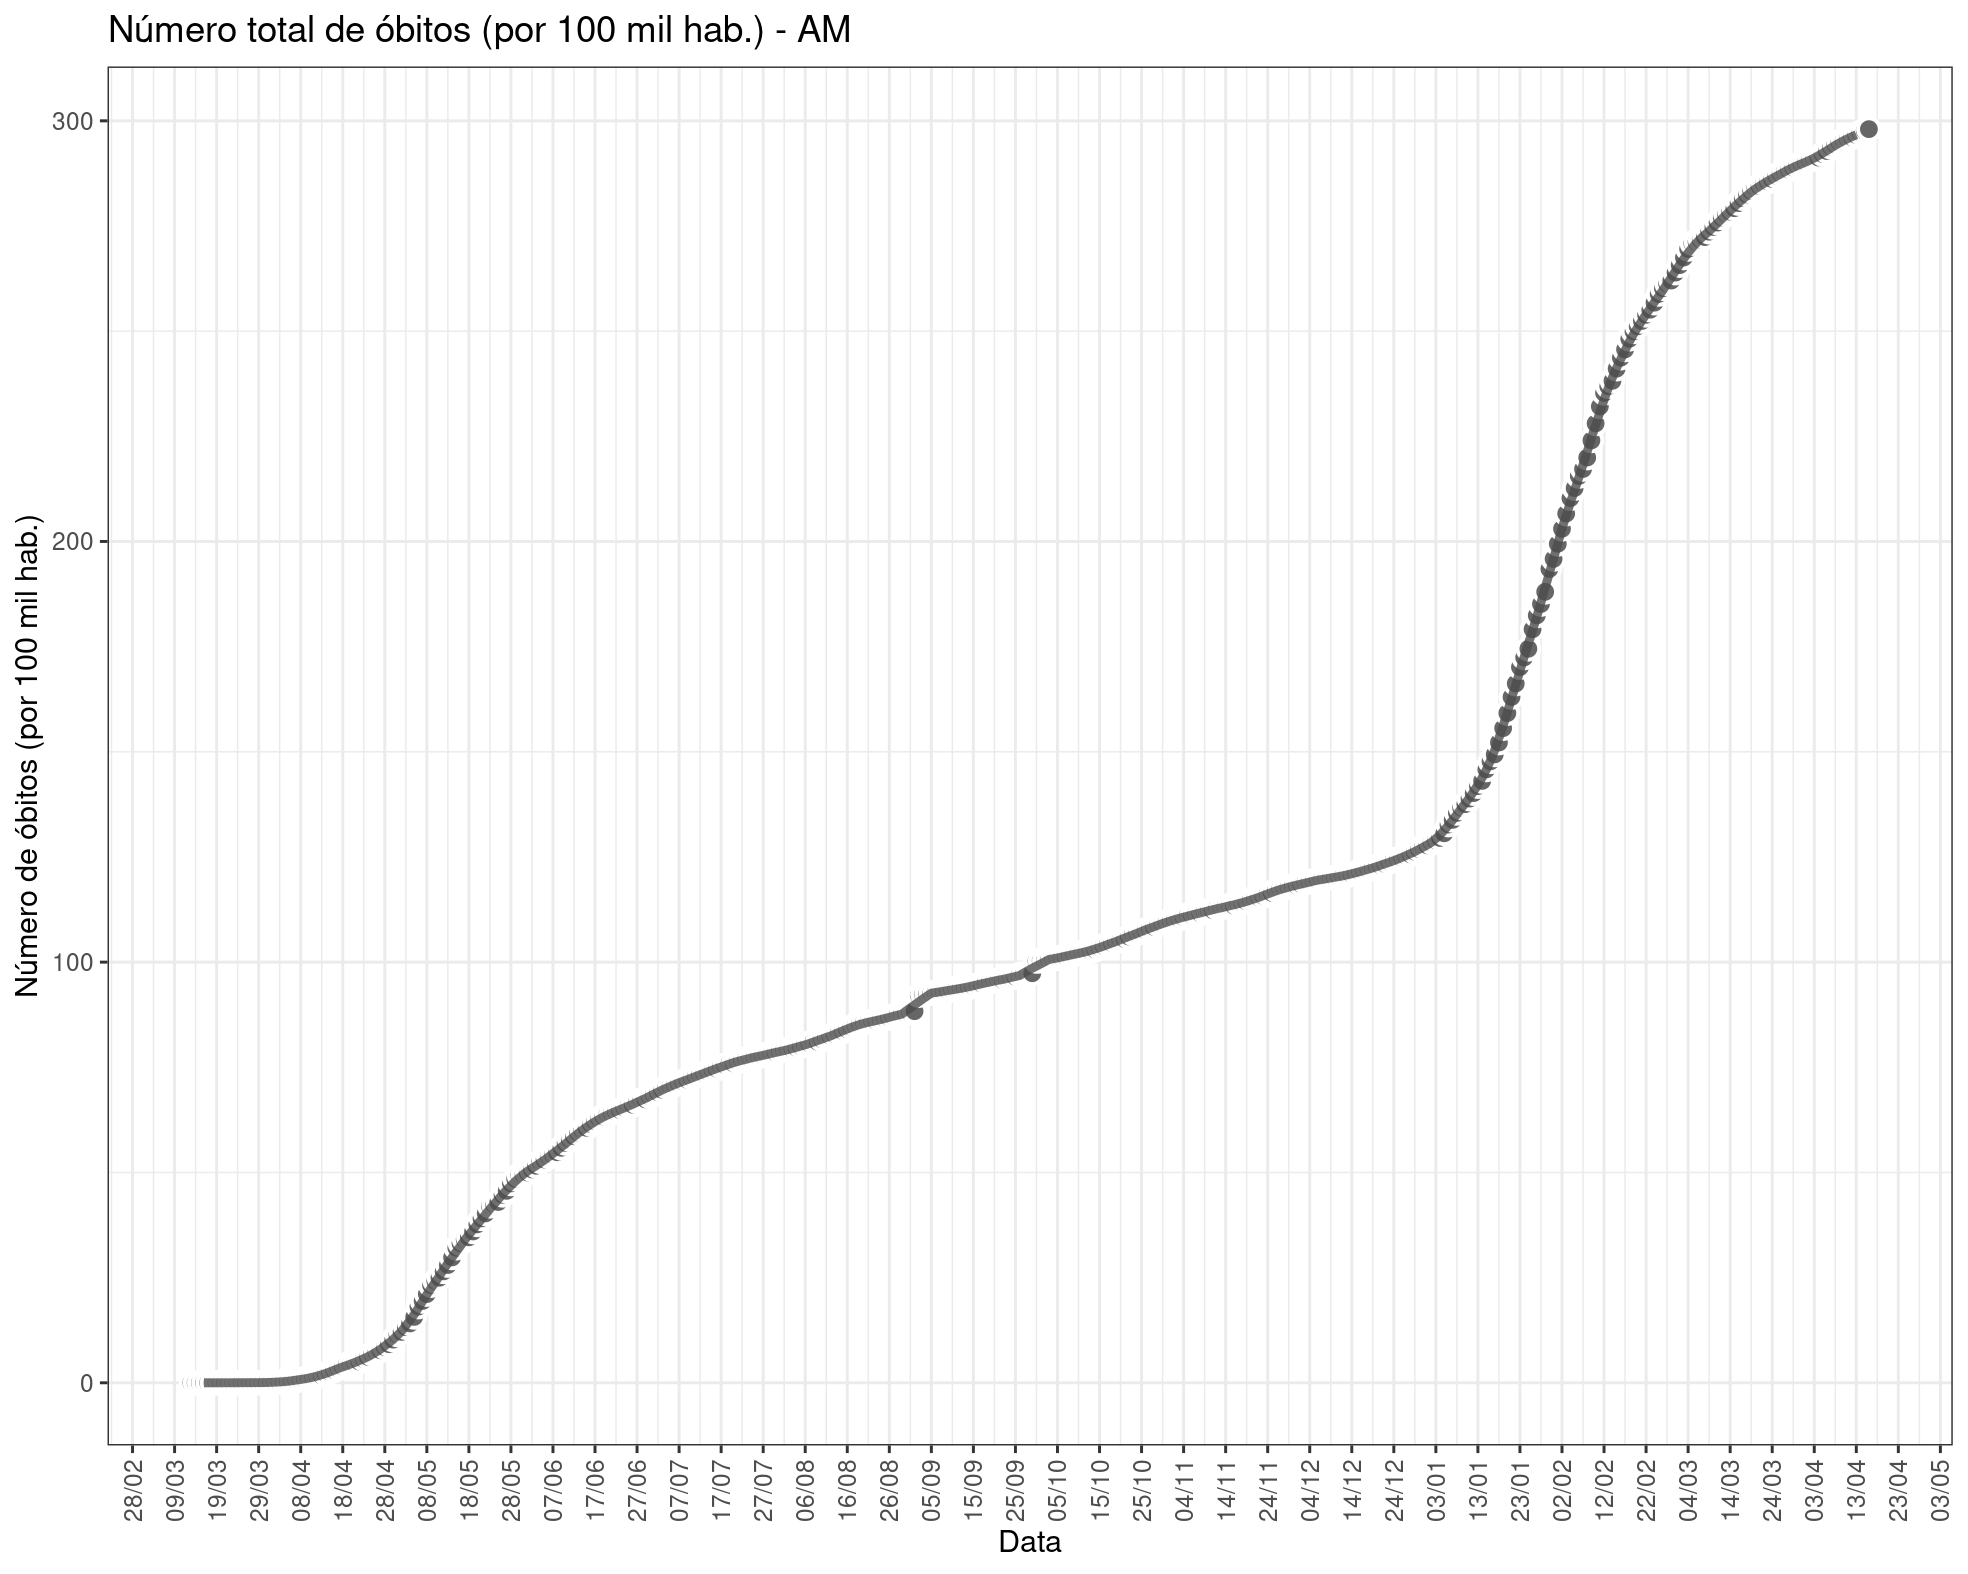 Número total de óbitos (por 100 mil hab.) - AM
Número de óbitos (por 100 mil hab.)
300
200
100
0
28/02 09/03 19/03 29/03 08/04 18/04 28/04 08/05 18/05 28/05 07/06 17/06 27/06 07/07 17/07 27/07 06/08 16/08 26/08 05/09 15/09 25/09 05/10 15/10 25/10 04/11 14/11 24/11 04/12 14/12 24/12 03/01 13/01 23/01 02/02 12/02 22/02 04/03 14/03 24/03 03/04 13/04 23/04 03/05
Data